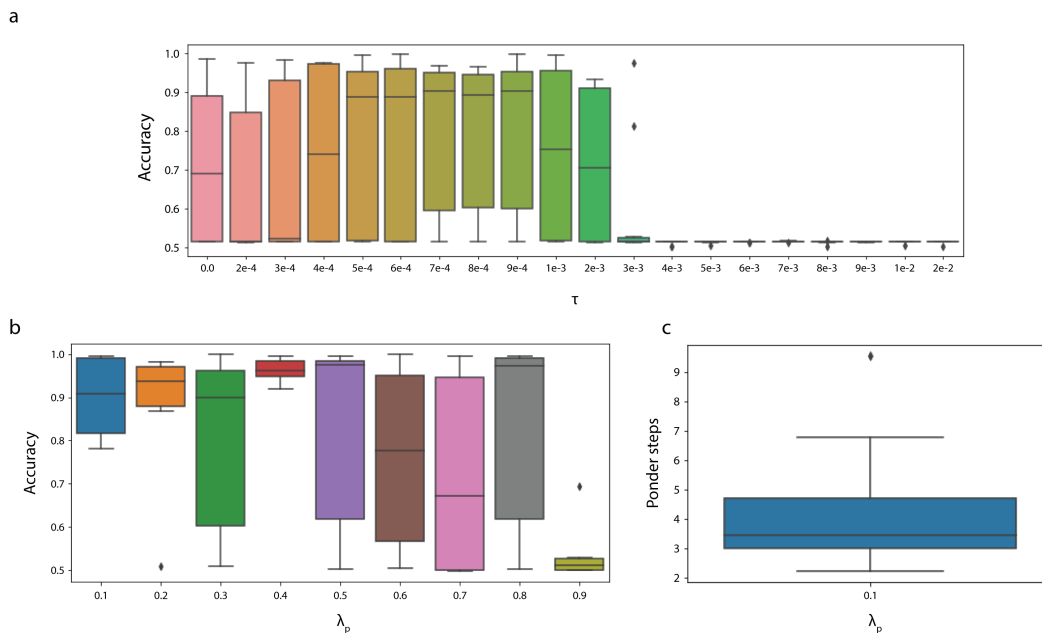 a
Accuracy
1.0
0.9
0.8
0.7
0.6
0.5
0.0 2e-4 3e-4 4e-4 5e-4 6e-4 7e-4 8e-4 9e-4 1e-3 2e-3 3e-3 4e-3 5e-3 6e-3 7e-3 8e-3 9e-3 1e-2 2e-2
τ
b
Accuracy
1.0
0.9
0.8
0.7
0.6
0.5
0.1 0.2 0.3 0.4 0.5 0.6 0.7 0.8 0.9
λp
c
Ponder steps
9
8
7
6
5
4
3
2
0.1
λp